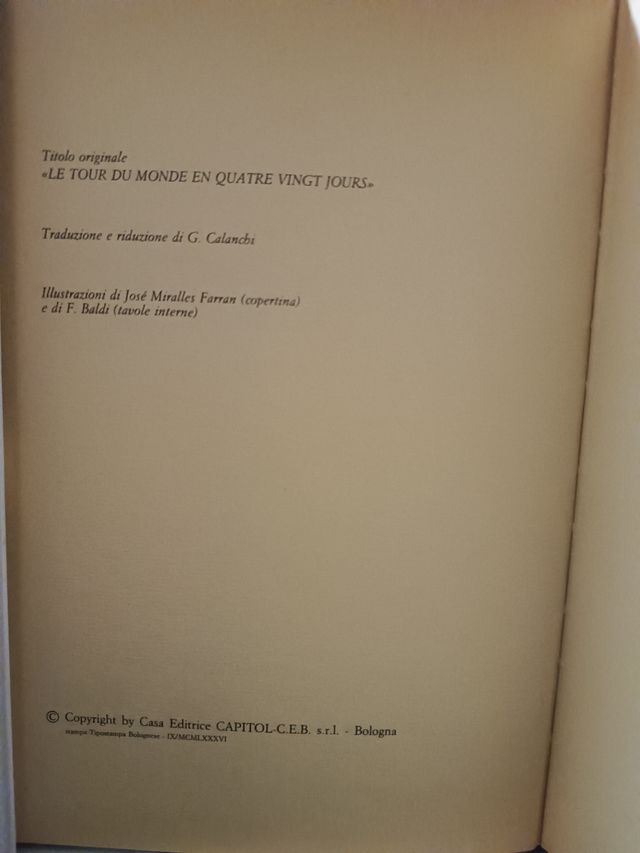 Titolo originale
«LE TOUR DU MONDE EN QUATRE VINGT JOURS»
Traduzione e riduzione di G. Calanchi
Illustrazioni di José Miralles Farran (copertina)
e di F. Baldi (tavole interne)
© Copyright by Casa Editrice CAPITOL-C.E.B. s.r.l. - Bologna
stampa Tipostampa Bolognese - IX/MCMLXXXVI